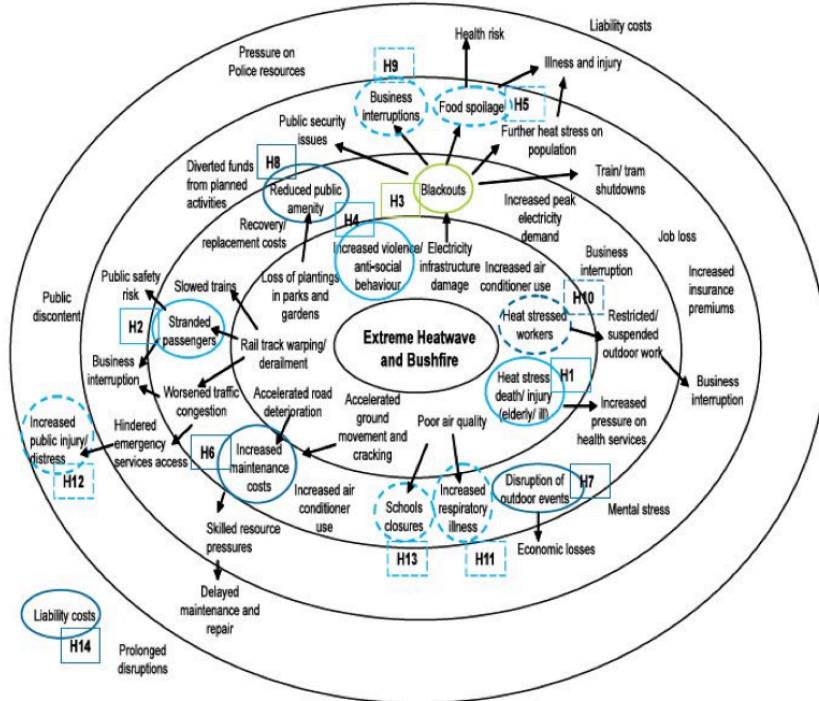 Liability costs
Health risk
Pressure on
Police resources
H9
Illness and injury
Business
interruptions
Food spoilage
H5
Public security
issues
Further heat stress on
population
H8
Diverted funds
from planned
activities
Reduced public
amenity
H3
Blackouts
Train/ tram
shutdowns
H4
Increased peak
electricity
demand
Recovery/
replacement costs
Increased violence/
anti-social
behaviour
Electricity
infrastructure
damage
Business
interruption
Job loss
Public safety
risk
Slowed trains
Loss of plantings
in parks and
gardens
Increased air
conditioner use
H10
Increased
insurance
premiums
Public
discontent
H2
Stranded
passengers
Rail track warping/
derailment
Extreme Heatwave
and Bushfire
Heat stressed
workers
Restricted/
suspended
outdoor work
Business
interruption
Worsened traffic
congestion
Accelerated road
deterioration
Accelerated
ground
movement and
cracking
Poor air quality
Heat stress
death/ injury
(elderly/ ill)
H1
Increased
pressure on
health services
Business
interruption
Increased
public injury/
distress
H12
Hindered
emergency
services access
H6
Increased
maintenance
costs
Increased air
conditioner
use
Schools
closures
H13
Increased
respiratory
illness
H11
Disruption of
outdoor events
H7
Mental stress
Economic losses
Skilled resource
pressures
Delayed
maintenance and
repair
Liability costs
H14
Prolonged
disruptions